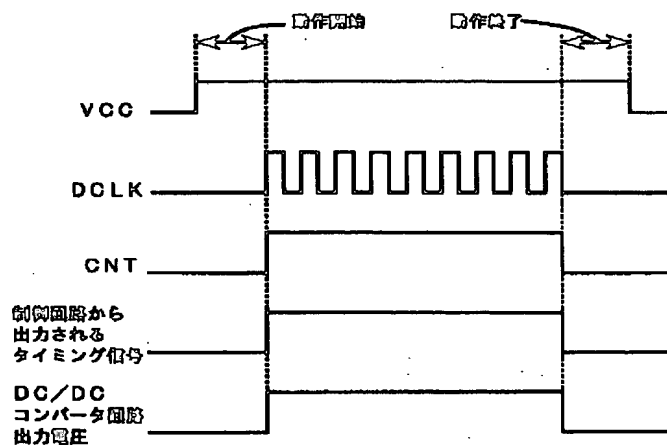 動作開始
動作終了
VCC
DCLK
CNT
制御回路から
出力される
タイミング信号
DC/DC
コンバータ回路
出力電圧